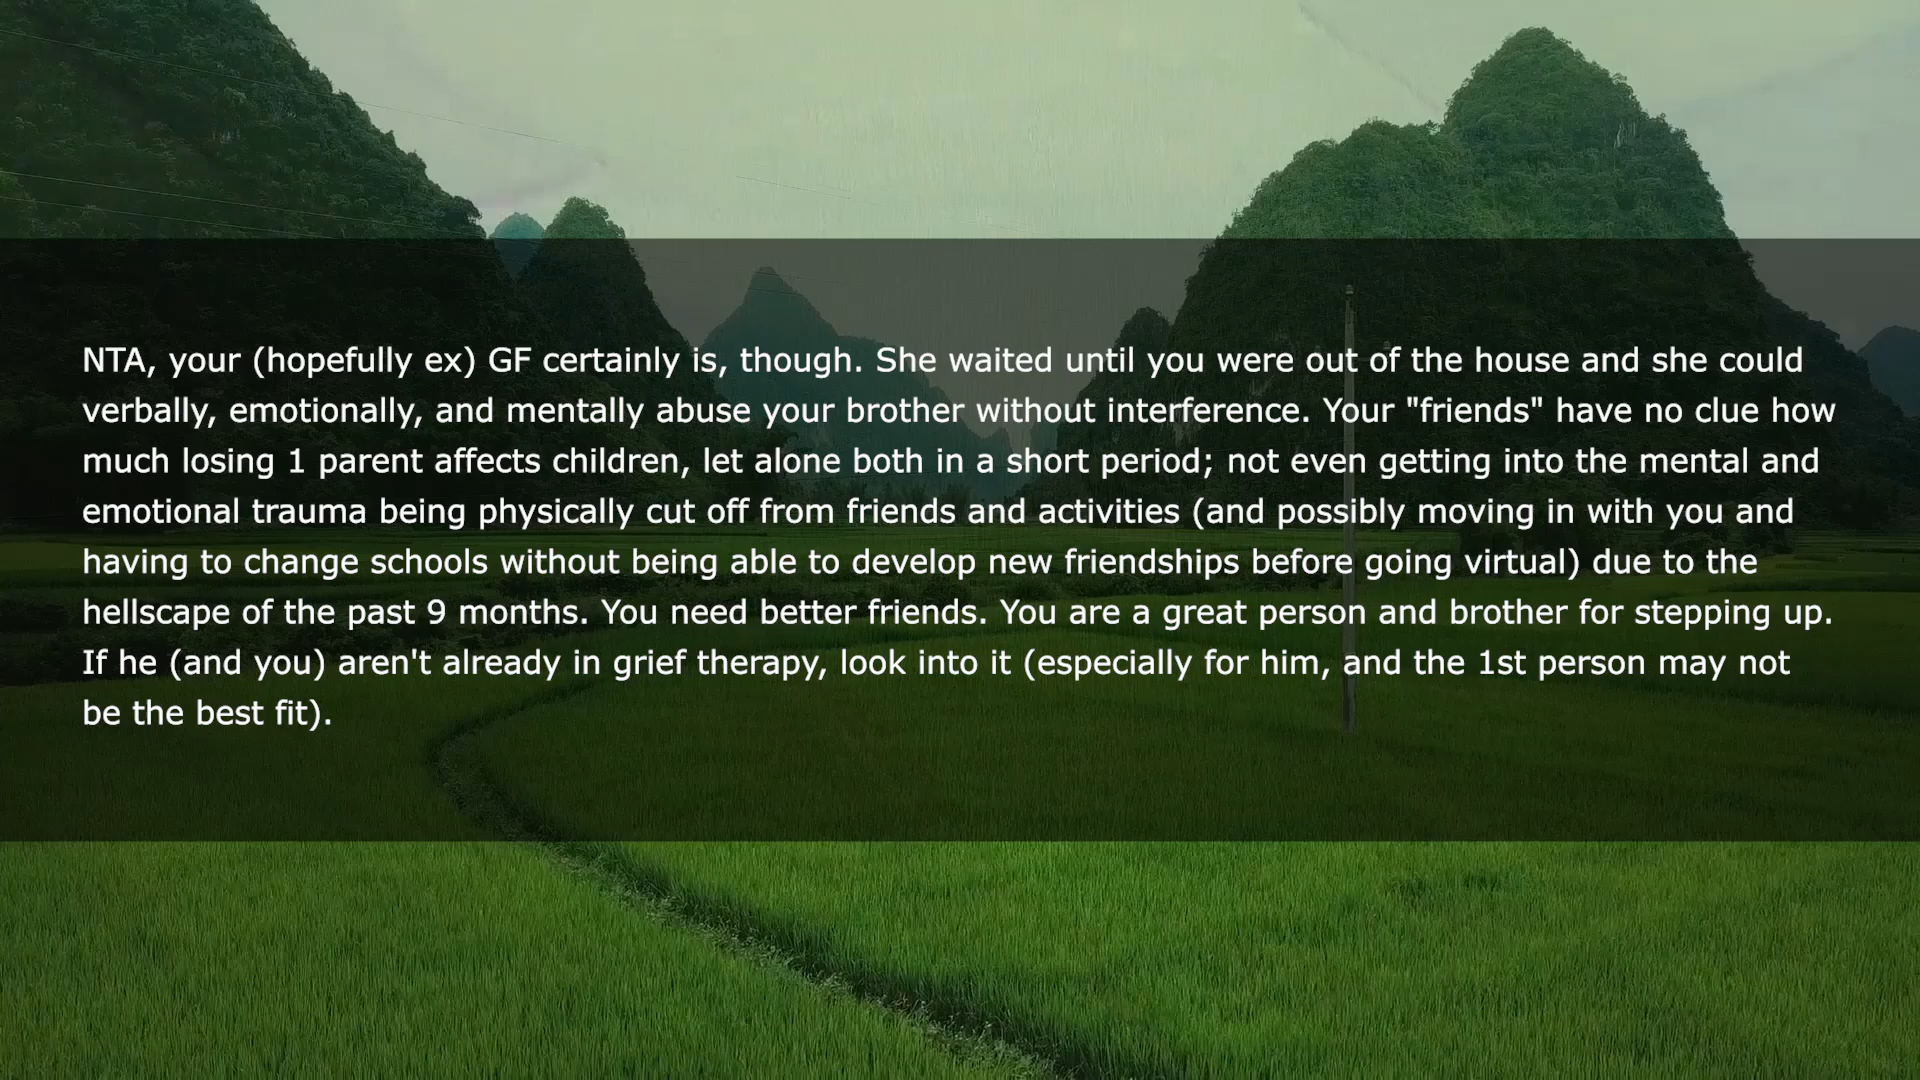 NTA, your (hopefully ex) GF certainly is, though. She waited until you were out of the house and she could
verbally, emotionally, and mentally abuse your brother without interference. Your "friends" have no clue how
much losing 1 parent affects children, let alone both in a short period; not even getting into the mental and
emotional trauma being physically cut off from friends and activities (and possibly moving in with you and
having to change schools without being able to develop new friendships before going virtual) due to the
hellscape of the past 9 months. You need better friends. You are a great person and brother for stepping up.
If he (and you) aren't already in grief therapy, look into it (especially for him, and the 1st person may not
be the best fit).